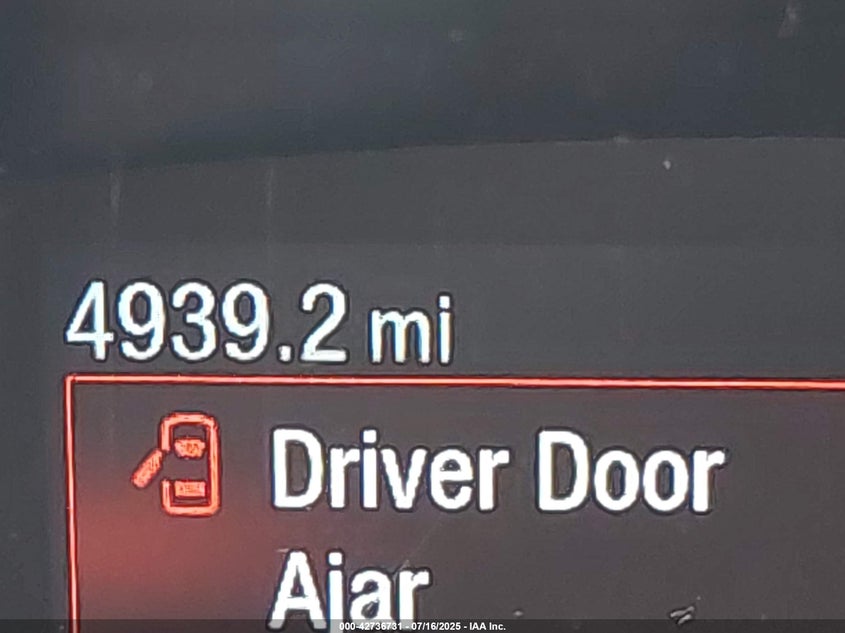 4939.2 mi
Driver Door
Ajar
000-42736731 - 07/16/2025 - IAA Inc.